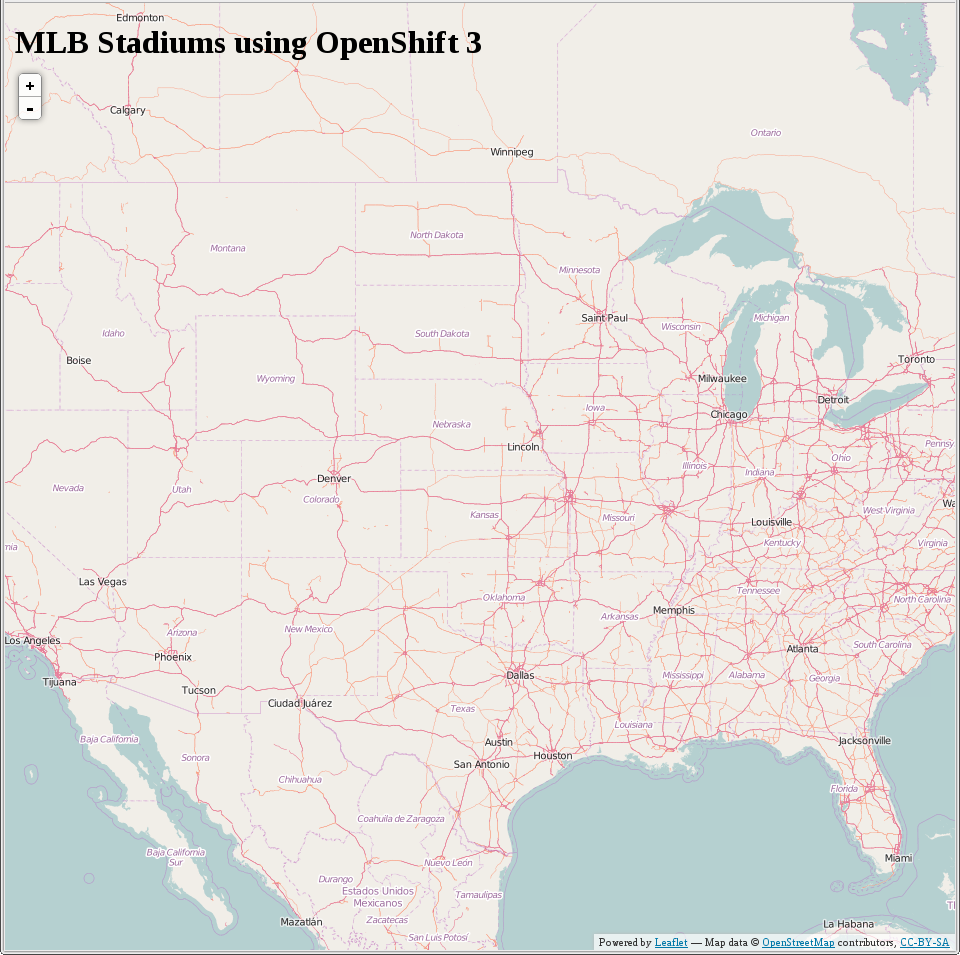 Edmonton
MLB Stadiums using OpenShift 3
+
-
Calgary
Ontario
Winnipeg
Montana
North Dakota
Minnesota
Idaho
South Dakota
Saint Paul
Wisconsin
Michigan
Boise
Wyoming
Milwaukee
Toronto
Nebraska
Iowa
Chicago
Detroit
Lincoln
Pennsy
Nevada
Utah
Denver
Colorado
Illinois
Indiana
Ohio
Kansas
Missouri
Louisville
West Virginia
Wa
nia
Kentucky
Virginia
Las Vegas
Oklahoma
Arkansas
Memphis
Tennessee
North Carolina
Los Angeles
Arizona
New Mexico
Phoenix
Atlanta
South Carolina
Tijuana
Tucson
Dallas
Mississippi
Alabama
Georgia
Ciudad Juárez
Texas
Louisiana
Baja California
Sonora
Austin
Houston
Jacksonville
San Antonio
Chihuahua
Florida
Coahuila de Zaragoza
Baja California
Sur
Nuevo León
Miami
Durango
Estados Unidos
Mexicanos
Tamaulipas
Mazatlán
Zacatecas
San Luis Potosí
La Habana
Powered by Leaflet — Map data © OpenStreetMap contributors, CC-BY-SA